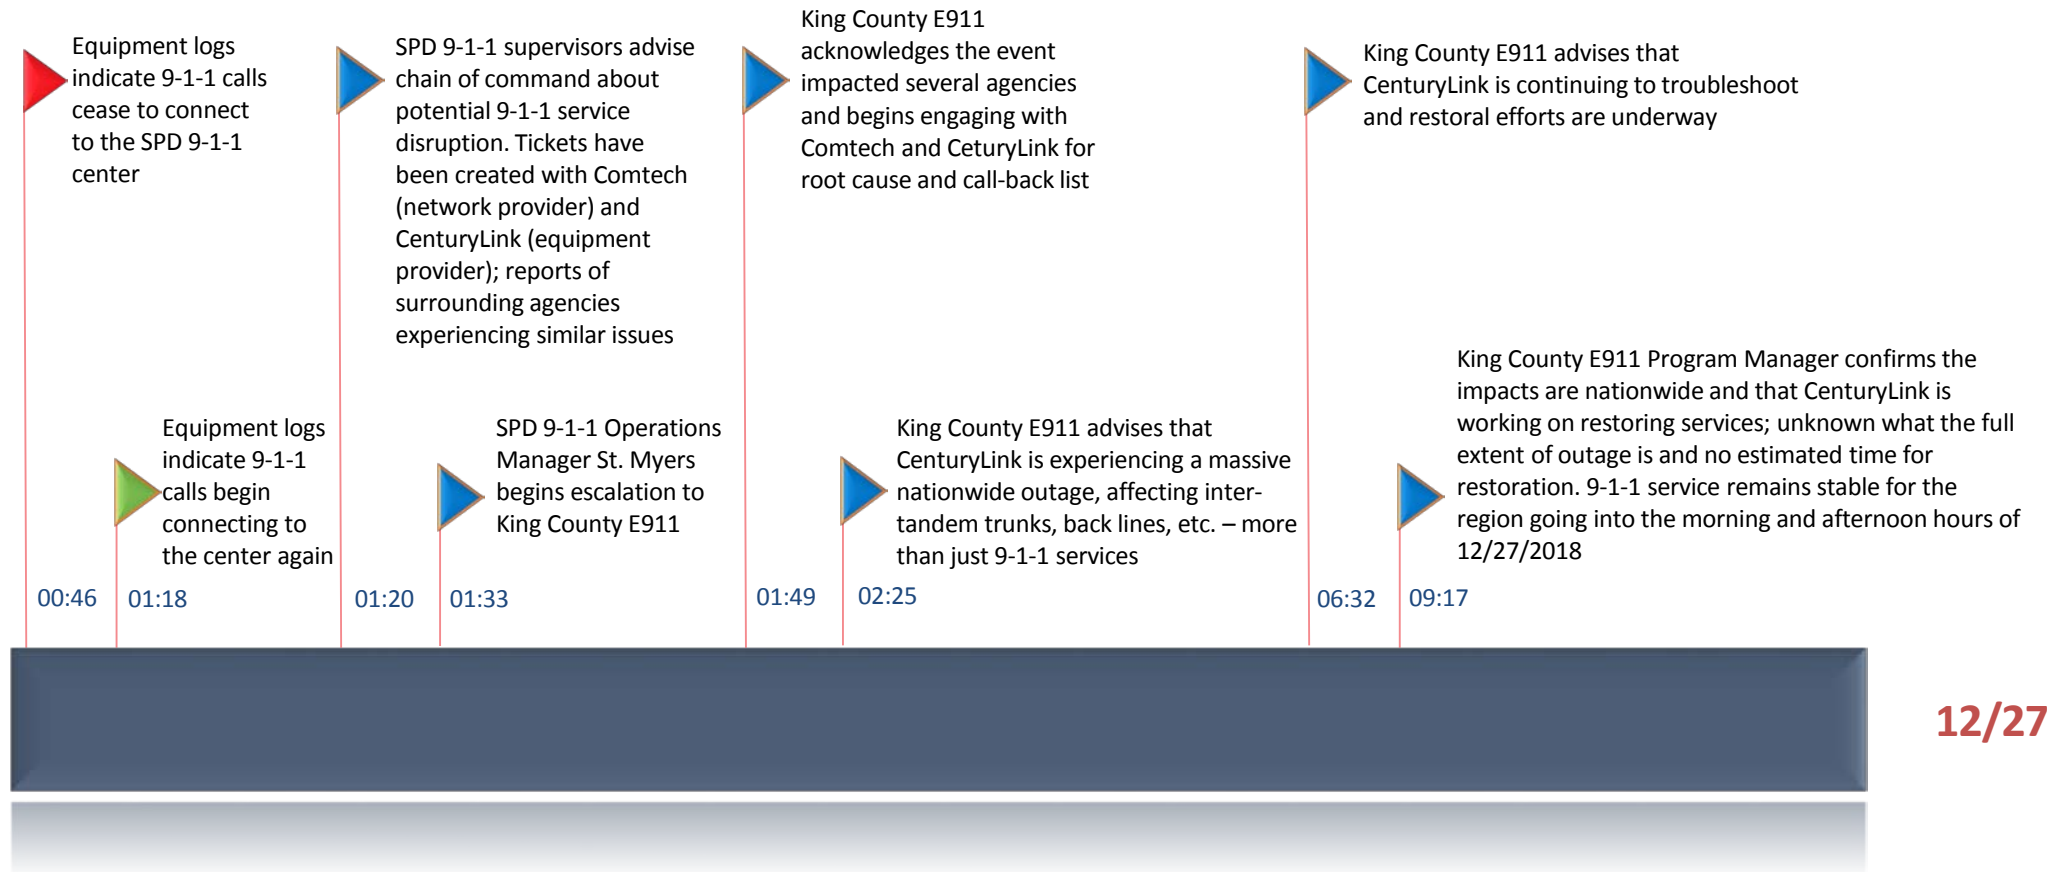 Equipment logs
indicate 9-1-1 calls
cease to connect
to the SPD 9-1-1
center
00:46
Equipment logs
indicate 9-1-1
calls begin
connecting to
the center again
01:18
SPD 9-1-1 supervisors advise
chain of command about
potential 9-1-1 service
disruption. Tickets have
been created with Comtech
(network provider) and
CenturyLink (equipment
provider); reports of
surrounding agencies
experiencing similar issues
01:20
SPD 9-1-1 Operations
Manager St. Myers
begins escalation to
King County E911
01:33
King County E911
acknowledges the event
impacted several agencies
and begins engaging with
Comtech and CeturyLink for
root cause and call-back list
01:49
King County E911 advises that
CenturyLink is experiencing a massive
nationwide outage, affecting inter-
tandem trunks, back lines, etc. – more
than just 9-1-1 services
02:25
King County E911 advises that
CenturyLink is continuing to troubleshoot
and restoral efforts are underway
06:32
King County E911 Program Manager confirms the
impacts are nationwide and that CenturyLink is
working on restoring services; unknown what the full
extent of outage is and no estimated time for
restoration. 9-1-1 service remains stable for the
region going into the morning and afternoon hours of
12/27/2018
09:17
12/27